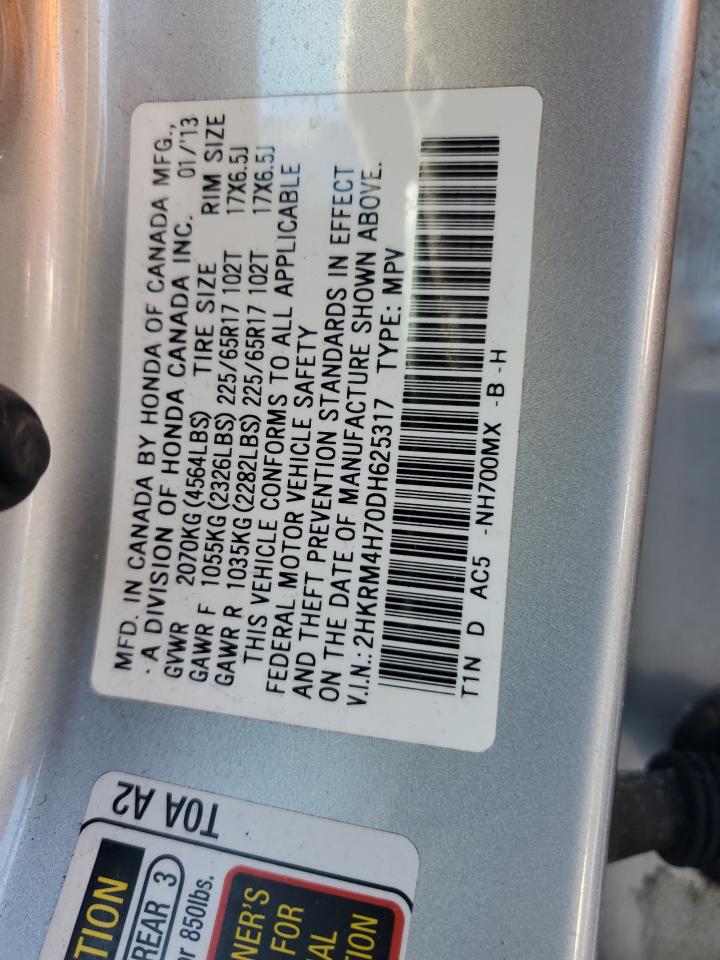 MFD. IN CANADA BY HONDA OF CANADA MFG.,
· A DIVISION OF HONDA CANADA INC. 01/'13
GVWR 2070KG(4564LBS) TIRE SIZE RIM SIZE
GAWR F 1055KG(2326LBS) 225/65R17 102T 17X6.5J
GAWR R 1035KG(2282LBS) 225/65R17 102T 17X6.5J
THIS VEHICLE CONFORMS TO ALL APPLICABLE
FEDERAL MOTOR VEHICLE SAFETY
AND THEFT PREVENTION STANDARDS IN EFFECT
ON THE DATE OF MANUFACTURE SHOWN ABOVE.
V.I.N.: 2HKRM4H70DH625317 TYPE: MPV
T1N D AC5 -NH700MX -B -H
T0A A2
TION
REAR 3
or 850lbs.
NER'S
FOR
AL
TION